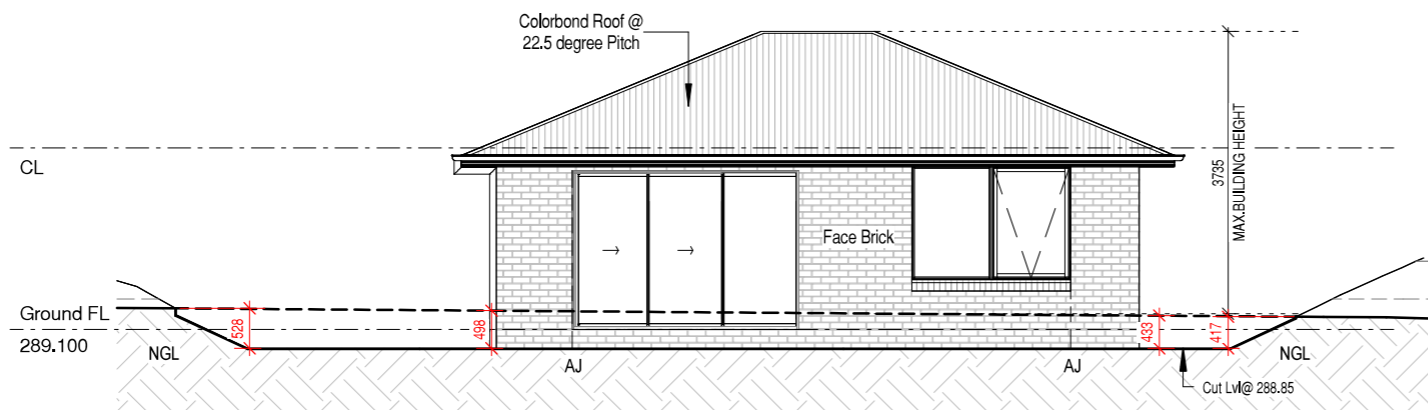 Colorbond Roof @
22.5 degree Pitch
CL
3735
MAX.BUILDING HEIGHT
Face Brick
Ground FL
289.100
528
498
433
417
NGL
NGL
AJ
AJ
Cut Lvl@ 288.85